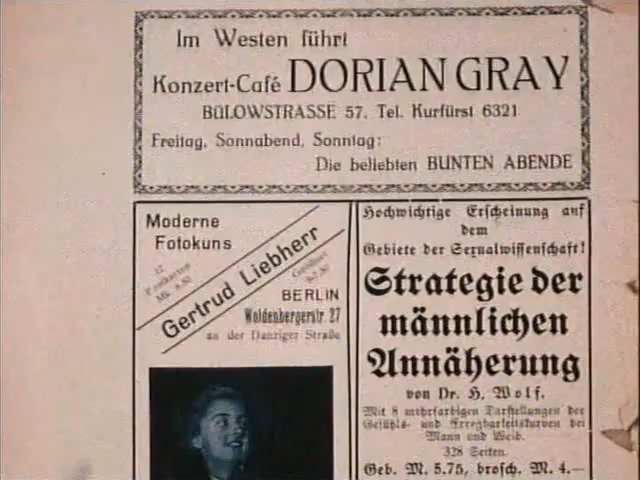 Im Westen führt
Konzert-Café DORIAN GRAY
BÜLOWSTRASSE 57. Tel. Kurfürst 6321
Freitag, Sonnabend, Sonntag:
Die beliebten BUNTEN ABENDE
Moderne
Fotokuns
Gertrud Liebherr
BERLIN
Woldenbergerstr 27
an der Danziger Straße
Hochwichtige Erscheinung auf
dem
Gebiete der Sexualwissenschaft!
Strategie der
männlichen
Annäherung
von Dr. H. Wolf.
Mit 8 mehrfarbigen Darstellungen der
Gefühls- und Erregbarkeitskurven bei
Mann und Weib.
328 Seiten.
Geb. M. 5.75, brosch. M. 4.—